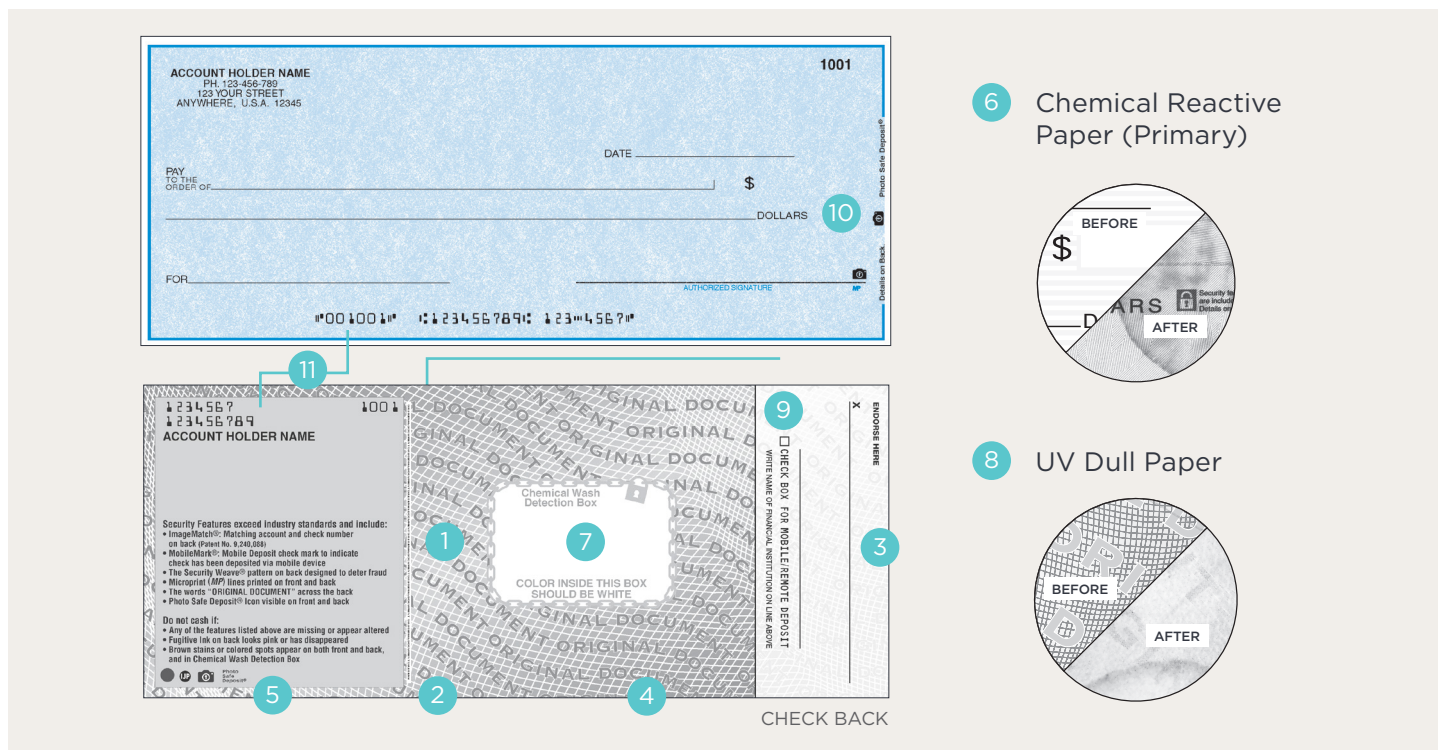 ACCOUNT HOLDER NAME
PH. 123-456-789
123 YOUR STREET
ANYWHERE, U.S.A. 12345
1001
DATE
PAY
TO THE
ORDER OF
$
DOLLARS
10
FOR
AUTHORIZED SIGNATURE
MP
Photo Safe Deposit®
Details on Back.
⑈001001⑈ ⑆123456789⑆ 123⑉4567⑈
11
1234567 1001
123456789
ACCOUNT HOLDER NAME
Security Features exceed industry standards and include:
• ImageMatch®: Matching account and check number
on back (Patent No. 9,240,088)
• MobileMark®: Mobile Deposit check mark to indicate
check has been deposited via mobile device
• The Security Weave® pattern on back designed to deter fraud
• Microprint (MP) lines printed on front and back
• The words "ORIGINAL DOCUMENT" across the back
• Photo Safe Deposit® Icon visible on front and back
Do not cash if:
• Any of the features listed above are missing or appear altered
• Fugitive Ink on back looks pink or has disappeared
• Brown stains or colored spots appear on both front and back,
and in Chemical Wash Detection Box
MP
Photo
Safe
Deposit®
5
1
2
ORIGINAL DOCUMENT
Chemical Wash
Detection Box
7
COLOR INSIDE THIS BOX
SHOULD BE WHITE
4
9
CHECK BOX FOR MOBILE/REMOTE DEPOSIT
WRITE NAME OF FINANCIAL INSTITUTION ON LINE ABOVE
X
ENDORSE HERE
3
CHECK BACK
6
Chemical Reactive
Paper (Primary)
BEFORE
$
D
ARS
Security fe
are include
Details on
AFTER
8
UV Dull Paper
ORI
D
BEFORE
AFTER